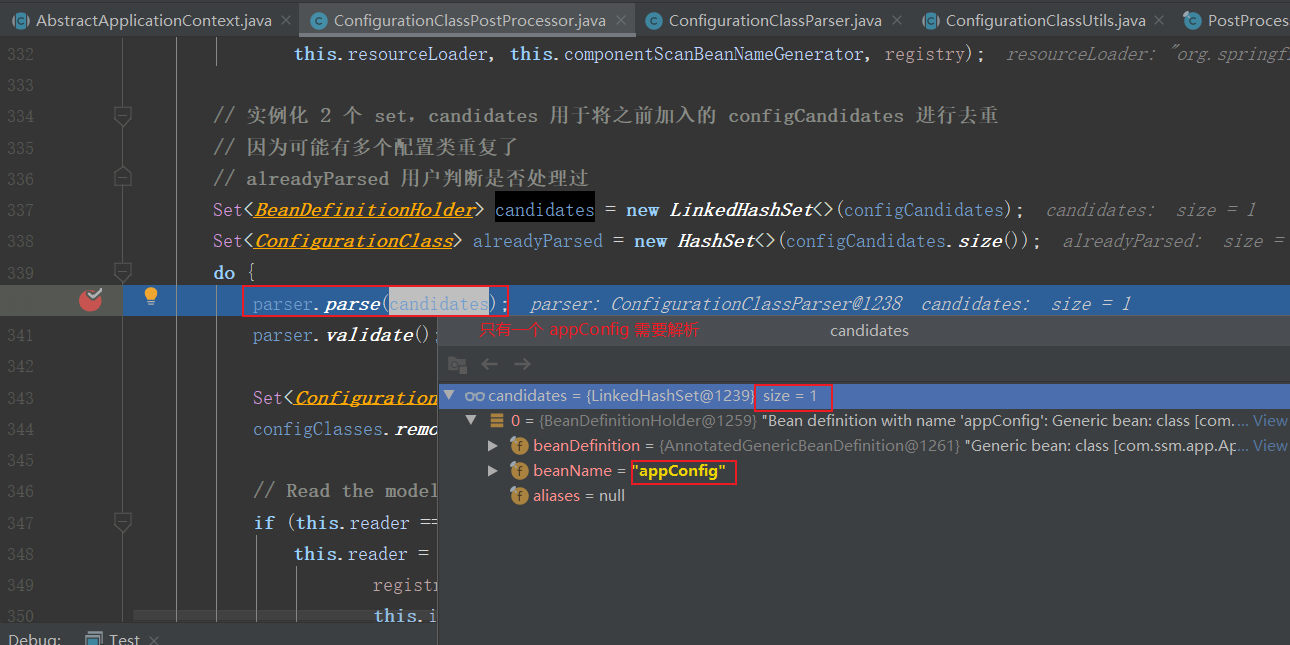 AbstractApplicationContext.java × ConfigurationClassPostProcessor.java × ConfigurationClassParser.java × ConfigurationClassUtils.java × PostProces
332 this.resourceLoader, this.componentScanBeanNameGenerator, registry); resourceLoader: "org.springf
333
334 // 实例化 2 个 set，candidates 用于将之前加入的 configCandidates 进行去重
335 // 因为可能有多个配置类重复了
336 // alreadyParsed 用户判断是否处理过
337 Set<BeanDefinitionHolder> candidates = new LinkedHashSet<>(configCandidates); candidates: size = 1
338 Set<ConfigurationClass> alreadyParsed = new HashSet<>(configCandidates.size()); alreadyParsed: size =
339 do {
parser.parse(candidates); parser: ConfigurationClassParser@1238 candidates: size = 1
341 parser.validate();
只有一个 appConfig 需要解析 candidates
342
343 Set<Configuration
candidates = {LinkedHashSet@1239} size = 1
344 configClasses.remo
0 = {BeanDefinitionHolder@1259} "Bean definition with name 'appConfig': Generic bean: class [com.... View
345
beanDefinition = {AnnotatedGenericBeanDefinition@1261} "Generic bean: class [com.ssm.app.Ap... View
beanName = "appConfig"
346 // Read the model
aliases = null
347 if (this.reader ==
348 this.reader =
349 registr
350 this.i
Debug: Test ×